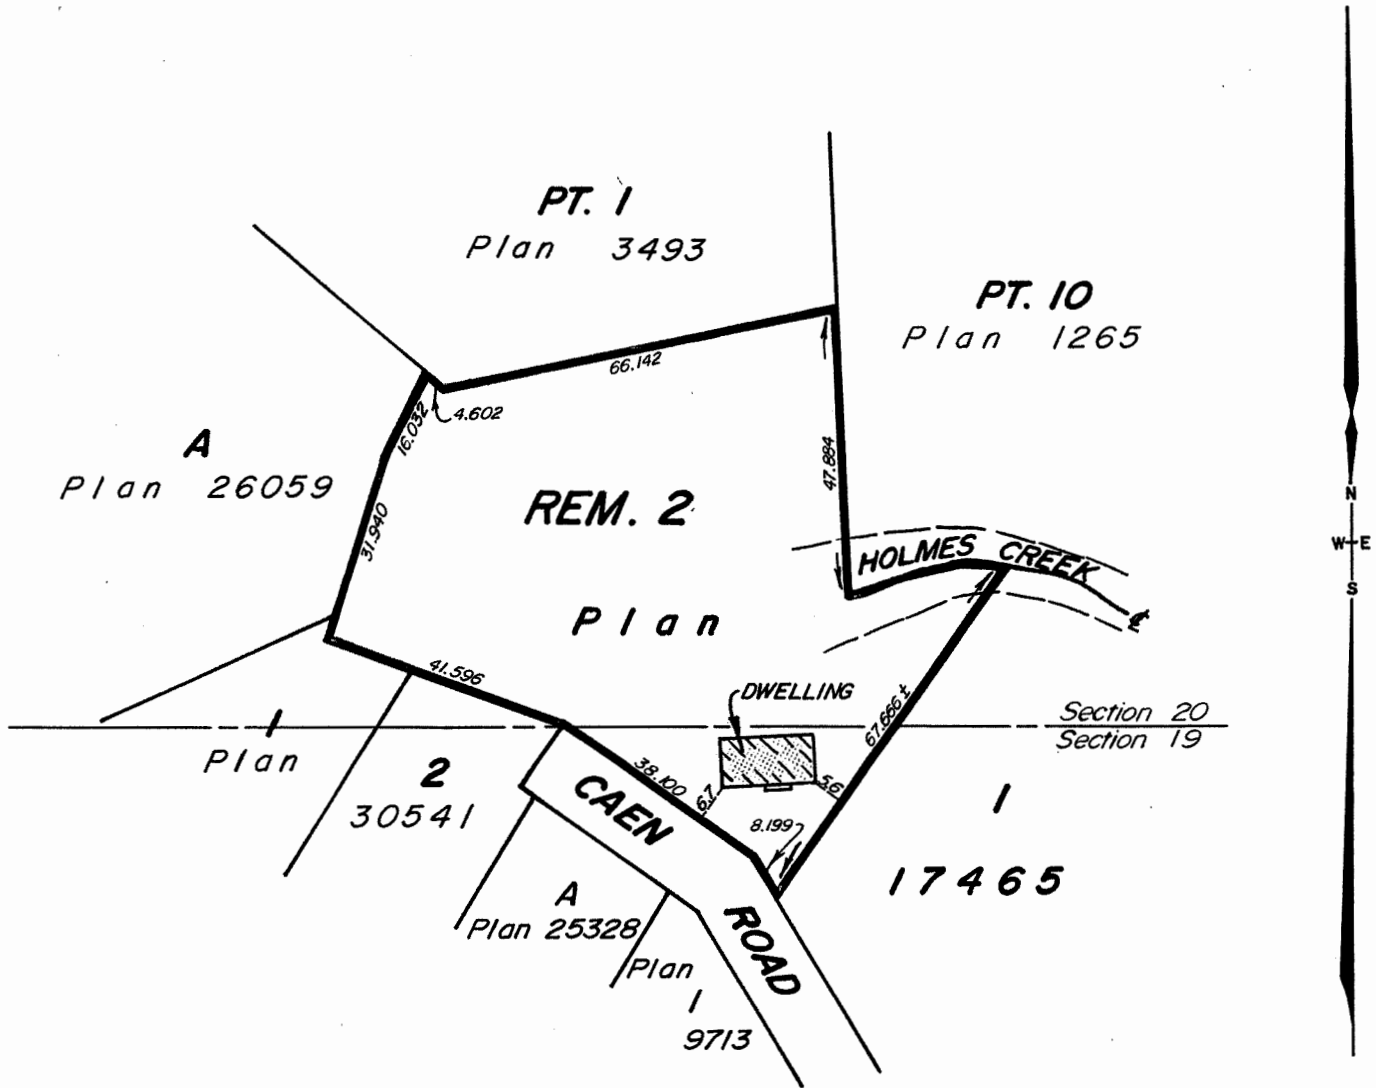 PT. 1
Plan 3493
PT. 10
Plan 1265
66.142
4.602
16.032
A
Plan 26059
47.884
N
W E
S
REM. 2
31.940
HOLMES CREEK
℄
Plan
41.596
DWELLING
67.666 ±
Section 20
Section 19
1
Plan
2
30541
38.100
CAEN
ROAD
6.7
5.6
8.199
1
17465
A
Plan 25328
Plan
1
9713